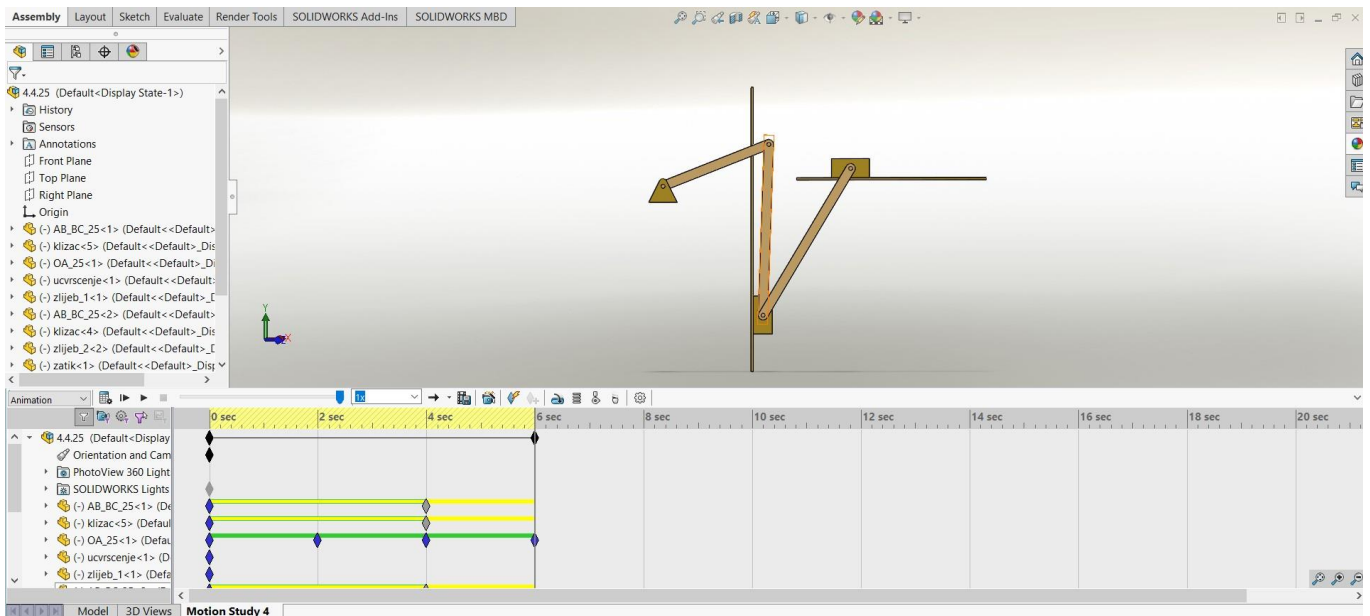 Assembly Layout Sketch Evaluate Render Tools SOLIDWORKS Add-Ins SOLIDWORKS MBD
4.4.25 (Default<Display State-1>)
History
Sensors
Annotations
Front Plane
Top Plane
Right Plane
Origin
(-) AB_BC_25<1> (Default<<Default>
(-) klizac<5> (Default<<Default>_Dis
(-) OA_25<1> (Default<<Default>_Di
(-) ucvrscenje<1> (Default<<Default>
(-) zlijeb_1<1> (Default<<Default>_D
(-) AB_BC_25<2> (Default<<Default>
(-) klizac<4> (Default<<Default>_Dis
(-) zlijeb_2<2> (Default<<Default>_D
(-) zatik<1> (Default<<Default>_Disp
Y
X
Animation 1x
0 sec 2 sec 4 sec 6 sec 8 sec 10 sec 12 sec 14 sec 16 sec 18 sec 20 sec
4.4.25 (Default<Display
Orientation and Cam
PhotoView 360 Light
SOLIDWORKS Lights
(-) AB_BC_25<1> (De
(-) klizac<5> (Defaul
(-) OA_25<1> (Defau
(-) ucvrscenje<1> (D
(-) zlijeb_1<1> (Defa
Model 3D Views Motion Study 4